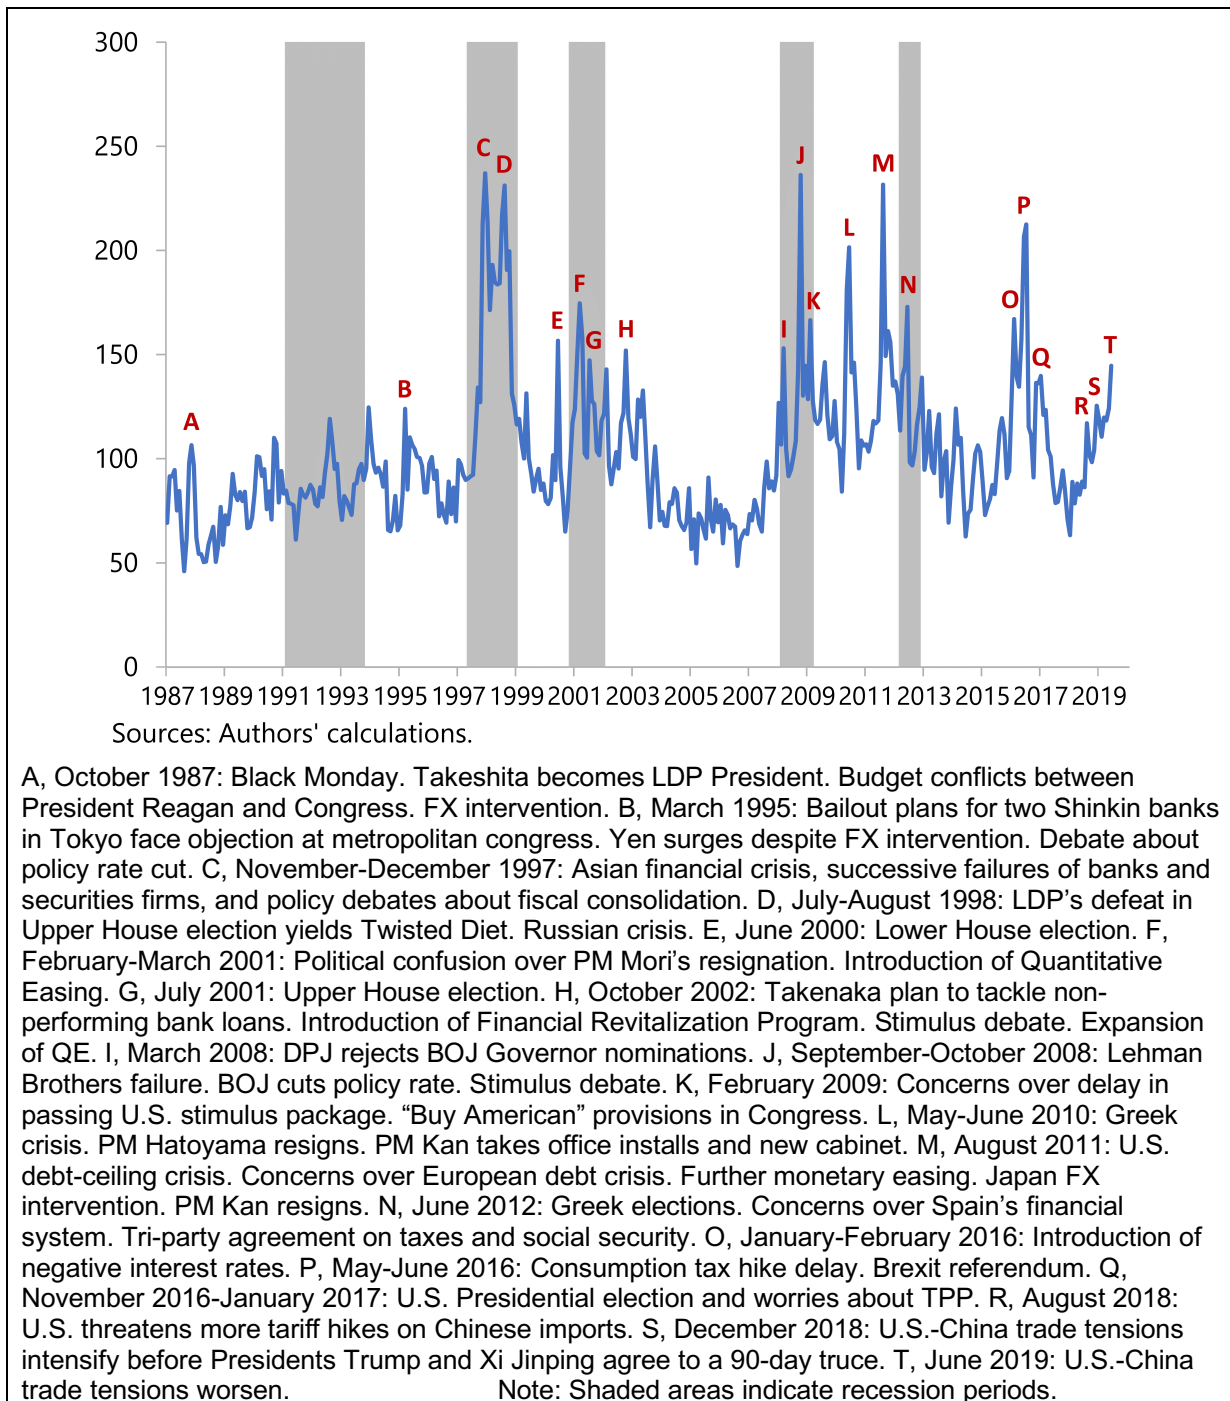 300
250
200
150
100
50
0
A
B
C
D
E
F
G
H
I
J
K
L
M
N
O
P
Q
R
S
T
1987 1989 1991 1993 1995 1997 1999 2001 2003 2005 2007 2009 2011 2013 2015 2017 2019
Sources: Authors' calculations.
A, October 1987: Black Monday. Takeshita becomes LDP President. Budget conflicts between
President Reagan and Congress. FX intervention. B, March 1995: Bailout plans for two Shinkin banks
in Tokyo face objection at metropolitan congress. Yen surges despite FX intervention. Debate about
policy rate cut. C, November-December 1997: Asian financial crisis, successive failures of banks and
securities firms, and policy debates about fiscal consolidation. D, July-August 1998: LDP’s defeat in
Upper House election yields Twisted Diet. Russian crisis. E, June 2000: Lower House election. F,
February-March 2001: Political confusion over PM Mori’s resignation. Introduction of Quantitative
Easing. G, July 2001: Upper House election. H, October 2002: Takenaka plan to tackle non-
performing bank loans. Introduction of Financial Revitalization Program. Stimulus debate. Expansion
of QE. I, March 2008: DPJ rejects BOJ Governor nominations. J, September-October 2008: Lehman
Brothers failure. BOJ cuts policy rate. Stimulus debate. K, February 2009: Concerns over delay in
passing U.S. stimulus package. “Buy American” provisions in Congress. L, May-June 2010: Greek
crisis. PM Hatoyama resigns. PM Kan takes office installs and new cabinet. M, August 2011: U.S.
debt-ceiling crisis. Concerns over European debt crisis. Further monetary easing. Japan FX
intervention. PM Kan resigns. N, June 2012: Greek elections. Concerns over Spain’s financial
system. Tri-party agreement on taxes and social security. O, January-February 2016: Introduction of
negative interest rates. P, May-June 2016: Consumption tax hike delay. Brexit referendum. Q,
November 2016-January 2017: U.S. Presidential election and worries about TPP. R, August 2018:
U.S. threatens more tariff hikes on Chinese imports. S, December 2018: U.S.-China trade tensions
intensify before Presidents Trump and Xi Jinping agree to a 90-day truce. T, June 2019: U.S.-China
trade tensions worsen. Note: Shaded areas indicate recession periods.